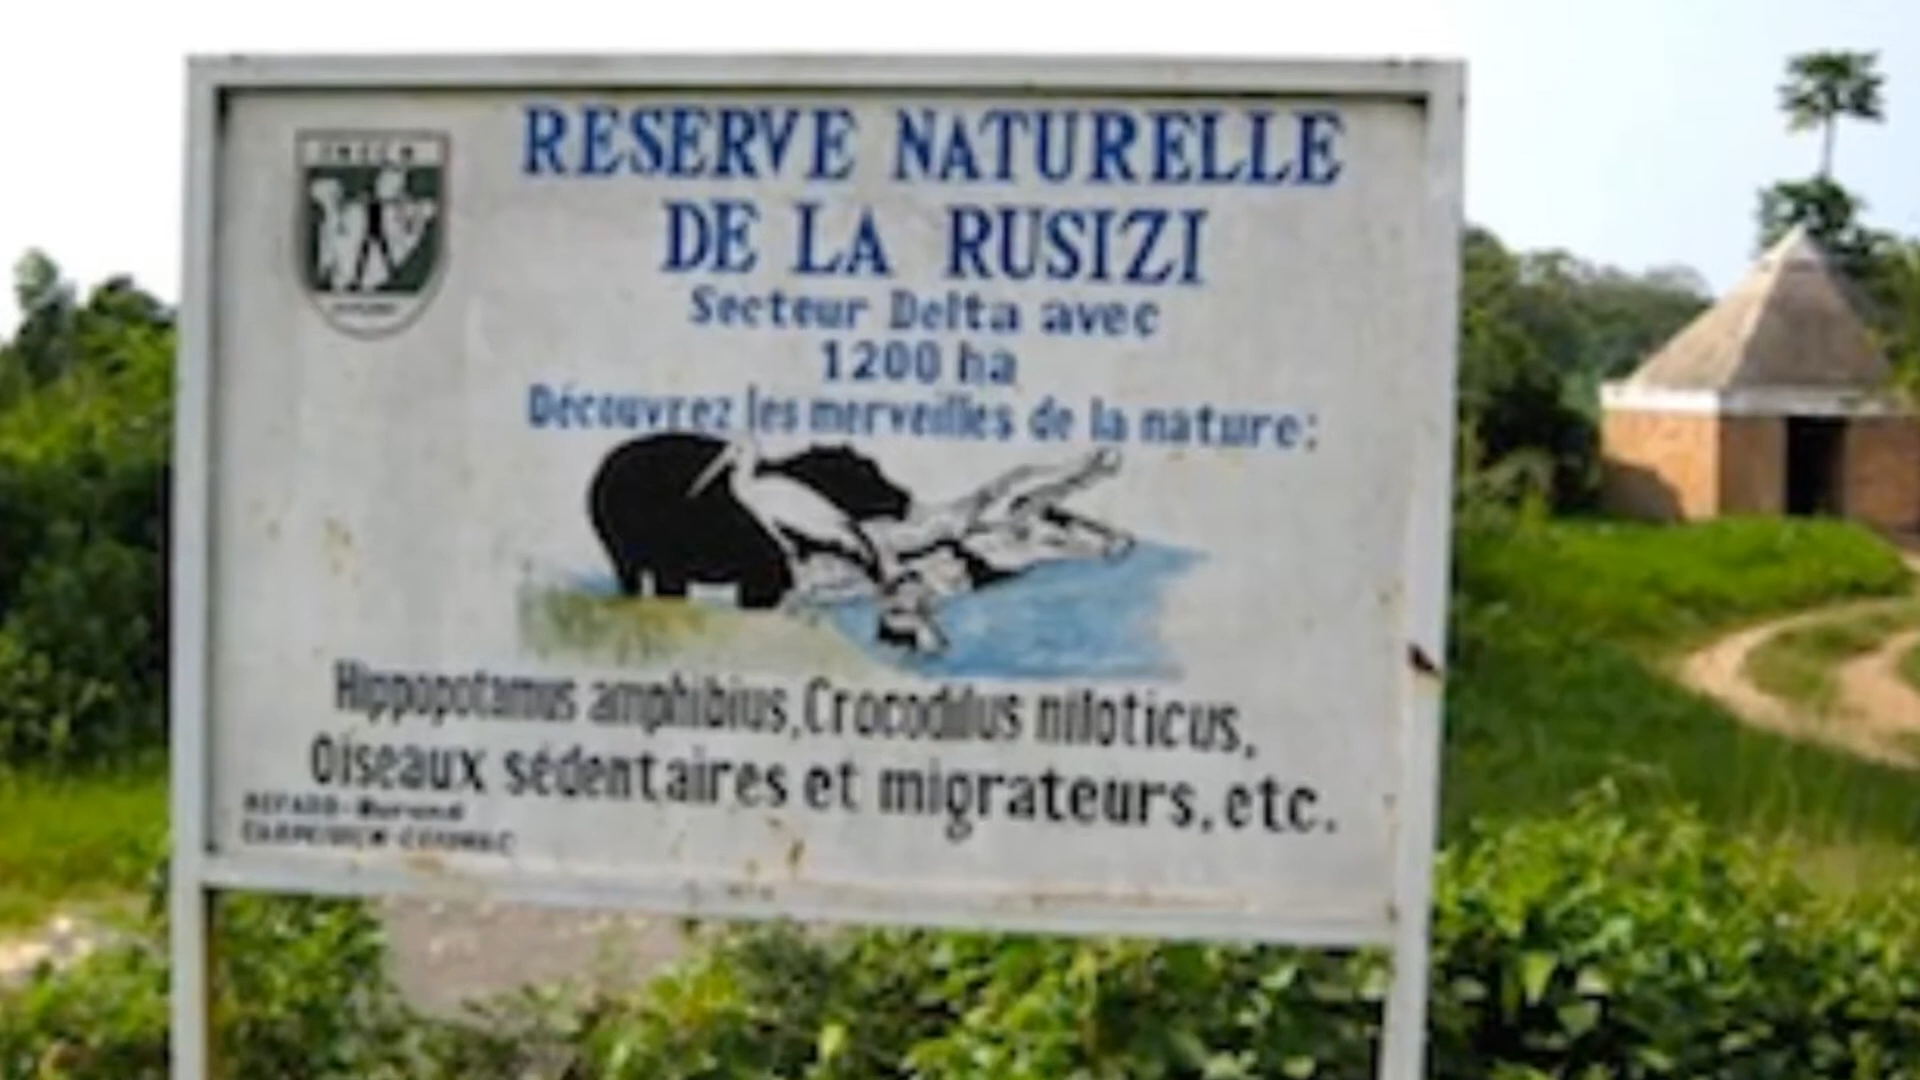 RESERVE NATURELLE
DE LA RUSIZI
Secteur Delta avec
1200 ha
Découvrez les merveilles de la nature:
Hippopotamus amphibius, Crocodilus niloticus,
Oiseaux sédentaires et migrateurs, etc.
Burundi